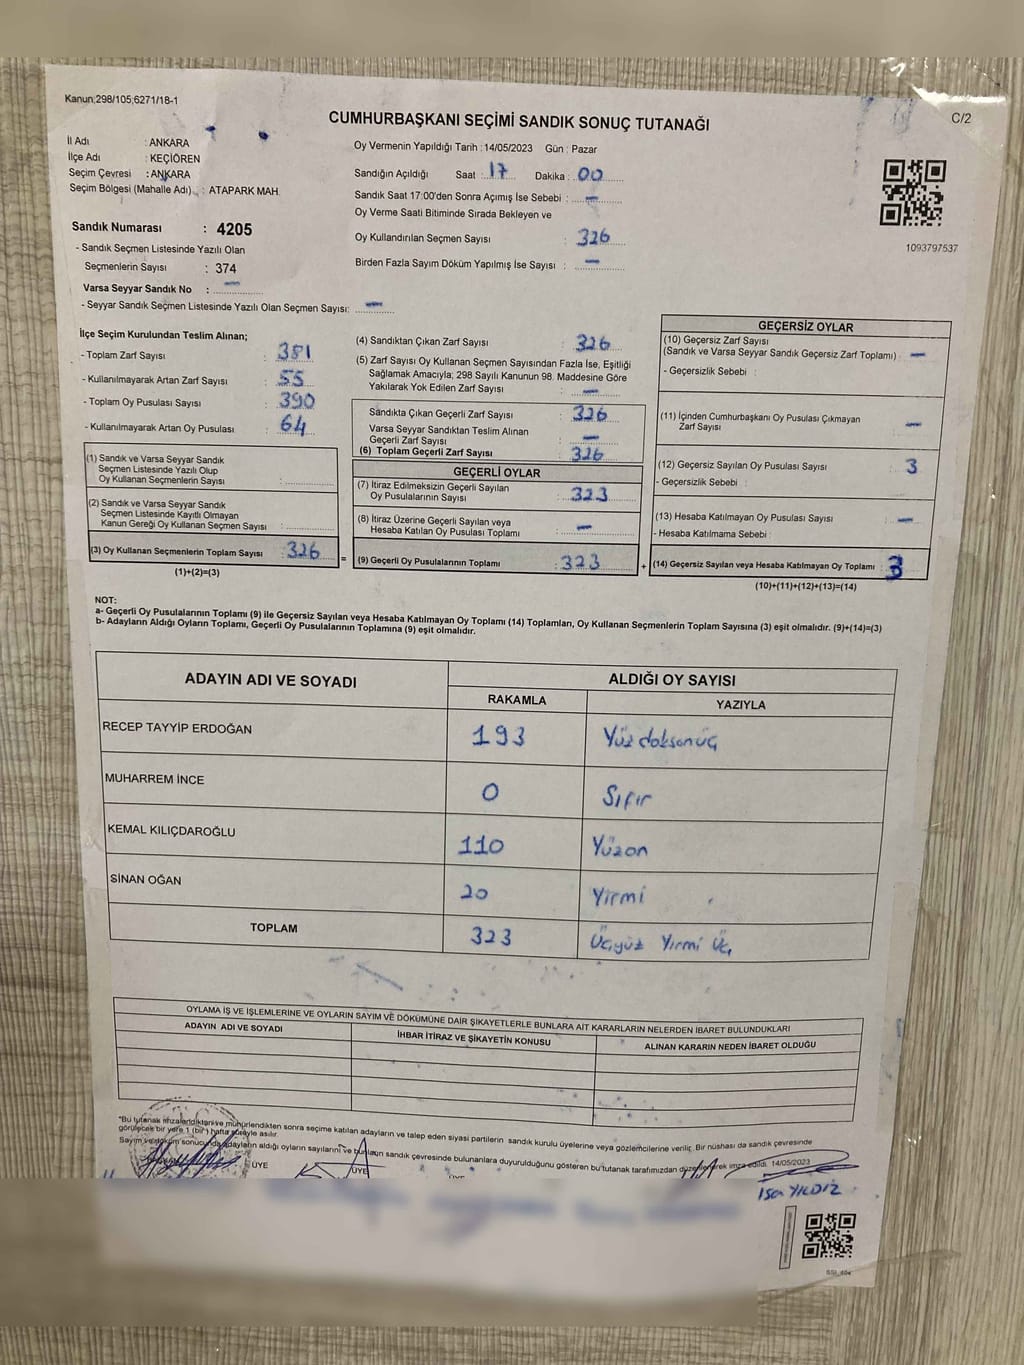 Kanun;298/105;6271/18-1
C/2
CUMHURBAŞKANI SEÇİMİ SANDIK SONUÇ TUTANAĞI
İl Adı : ANKARA
İlçe Adı : KEÇİÖREN
Seçim Çevresi : ANKARA
Seçim Bölgesi (Mahalle Adı) : ATAPARK MAH.
Sandık Numarası : 4205
- Sandık Seçmen Listesinde Yazılı Olan
Seçmenlerin Sayısı : 374
Varsa Seyyar Sandık No : —
- Seyyar Sandık Seçmen Listesinde Yazılı Olan Seçmen Sayısı: —
Oy Vermenin Yapıldığı Tarih : 14/05/2023 Gün : Pazar
Sandığın Açıldığı Saat : 17 Dakika : 00
Sandık Saat 17:00'den Sonra Açımış İse Sebebi : —
Oy Verme Saati Bitiminde Sırada Bekleyen ve
Oy Kullandırılan Seçmen Sayısı : 326
Birden Fazla Sayım Döküm Yapılmış İse Sayısı : —
1093797537
İlçe Seçim Kurulundan Teslim Alınan;
- Toplam Zarf Sayısı : 381
- Kullanılmayarak Artan Zarf Sayısı : 55
- Toplam Oy Pusulası Sayısı : 390
- Kullanılmayarak Artan Oy Pusulası : 64
(1) Sandık ve Varsa Seyyar Sandık
Seçmen Listesinde Yazılı Olup
Oy Kullanan Seçmenlerin Sayısı :
(2) Sandık ve Varsa Seyyar Sandık
Seçmen Listesinde Kayıtlı Olmayan
Kanun Gereği Oy Kullanan Seçmen Sayısı :
(3) Oy Kullanan Seçmenlerin Toplam Sayısı : 326
(1)+(2)=(3)
(4) Sandıktan Çıkan Zarf Sayısı : 326
(5) Zarf Sayısı Oy Kullanan Seçmen Sayısından Fazla İse, Eşitliği
Sağlamak Amacıyla; 298 Sayılı Kanunun 98. Maddesine Göre
Yakılarak Yok Edilen Zarf Sayısı : —
Sandıkta Çıkan Geçerli Zarf Sayısı : 326
Varsa Seyyar Sandıktan Teslim Alınan
Geçerli Zarf Sayısı : —
(6) Toplam Geçerli Zarf Sayısı : 326
GEÇERLİ OYLAR
(7) İtiraz Edilmeksizin Geçerli Sayılan
Oy Pusulalarının Sayısı : 323
(8) İtiraz Üzerine Geçerli Sayılan veya
Hesaba Katılan Oy Pusulası Toplamı : —
= (9) Geçerli Oy Pusulalarının Toplamı : 323
GEÇERSİZ OYLAR
(10) Geçersiz Zarf Sayısı
(Sandık ve Varsa Seyyar Sandık Geçersiz Zarf Toplamı) : —
- Geçersizlik Sebebi :
(11) İçinden Cumhurbaşkanı Oy Pusulası Çıkmayan
Zarf Sayısı : —
(12) Geçersiz Sayılan Oy Pusulası Sayısı : 3
- Geçersizlik Sebebi :
(13) Hesaba Katılmayan Oy Pusulası Sayısı : —
- Hesaba Katılmama Sebebi :
+ (14) Geçersiz Sayılan veya Hesaba Katılmayan Oy Toplamı : 3
(10)+(11)+(12)+(13)=(14)
NOT:
a- Geçerli Oy Pusulalarının Toplamı (9) ile Geçersiz Sayılan veya Hesaba Katılmayan Oy Toplamı (14) Toplamları, Oy Kullanan Seçmenlerin Toplam Sayısına (3) eşit olmalıdır. (9)+(14)=(3)
b- Adayların Aldığı Oyların Toplamı, Geçerli Oy Pusulalarının Toplamına (9) eşit olmalıdır.
ADAYIN ADI VE SOYADI ALDIĞI OY SAYISI
RAKAMLA YAZIYLA
RECEP TAYYİP ERDOĞAN 193 Yüz doksanüç
MUHARREM İNCE 0 Sıfır
KEMAL KILIÇDAROĞLU 110 Yüzon
SİNAN OĞAN 20 Yirmi
TOPLAM 323 Üçyüz Yirmi Üç
OYLAMA İŞ VE İŞLEMLERİNE VE OYLARIN SAYIM VE DÖKÜMÜNE DAİR ŞİKAYETLERLE BUNLARA AİT KARARLARIN NELERDEN İBARET BULUNDUKLARI
ADAYIN ADI VE SOYADI İHBAR İTİRAZ VE ŞİKAYETİN KONUSU ALINAN KARARIN NEDEN İBARET OLDUĞU
*Bu tutanak imzalandıktan ve mühürlendikten sonra seçime katılan adayların ve talep eden siyasi partilerin sandık kurulu üyelerine veya gözlemcilerine verilir. Bir nüshası da sandık çevresinde
görülecek bir yere 1 (bir) hafta süreyle asılır.
Sayım ve döküm sonucunda adayların aldığı oyların sayılarını ve bunların sandık çevresinde bulunanlara duyurulduğunu gösteren bu tutanak tarafımızdan düzenlenerek imza edildi. 14/05/2023
ÜYE ÜYE
İsa YILDIZ